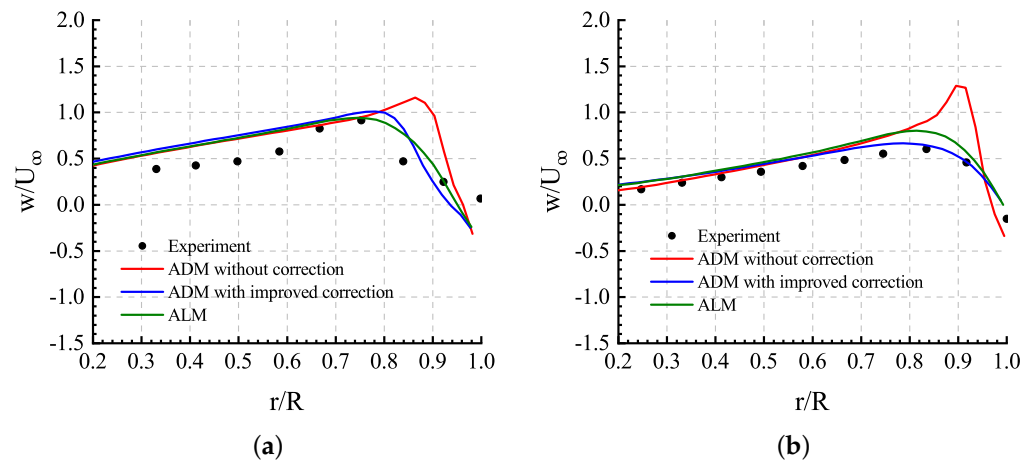 2.0
1.5
1.0
0.5
0.0
-0.5
-1.0
-1.5
w/U∞
Experiment
ADM without correction
ADM with improved correction
ALM
0.2 0.3 0.4 0.5 0.6 0.7 0.8 0.9 1.0
r/R
(a)
2.0
1.5
1.0
0.5
0.0
-0.5
-1.0
-1.5
w/U∞
Experiment
ADM without correction
ADM with improved correction
ALM
0.2 0.3 0.4 0.5 0.6 0.7 0.8 0.9 1.0
r/R
(b)